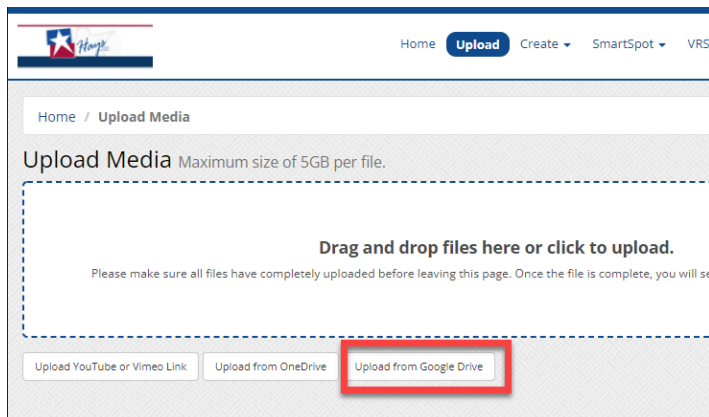 Hays
Home Upload Create SmartSpot VRS
Home / Upload Media
Upload Media Maximum size of 5GB per file.
Drag and drop files here or click to upload.
Please make sure all files have completely uploaded before leaving this page. Once the file is complete, you will se
Upload YouTube or Vimeo Link Upload from OneDrive Upload from Google Drive